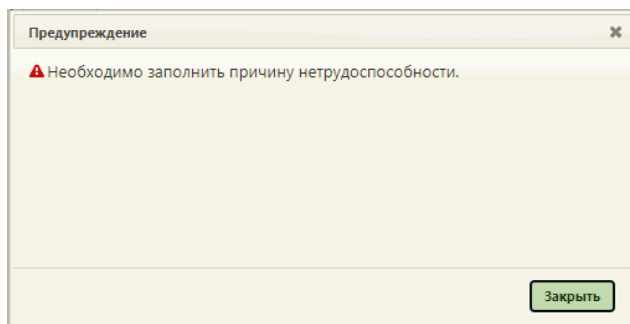 Предупреждение
Необходимо заполнить причину нетрудоспособности.
Закрыть